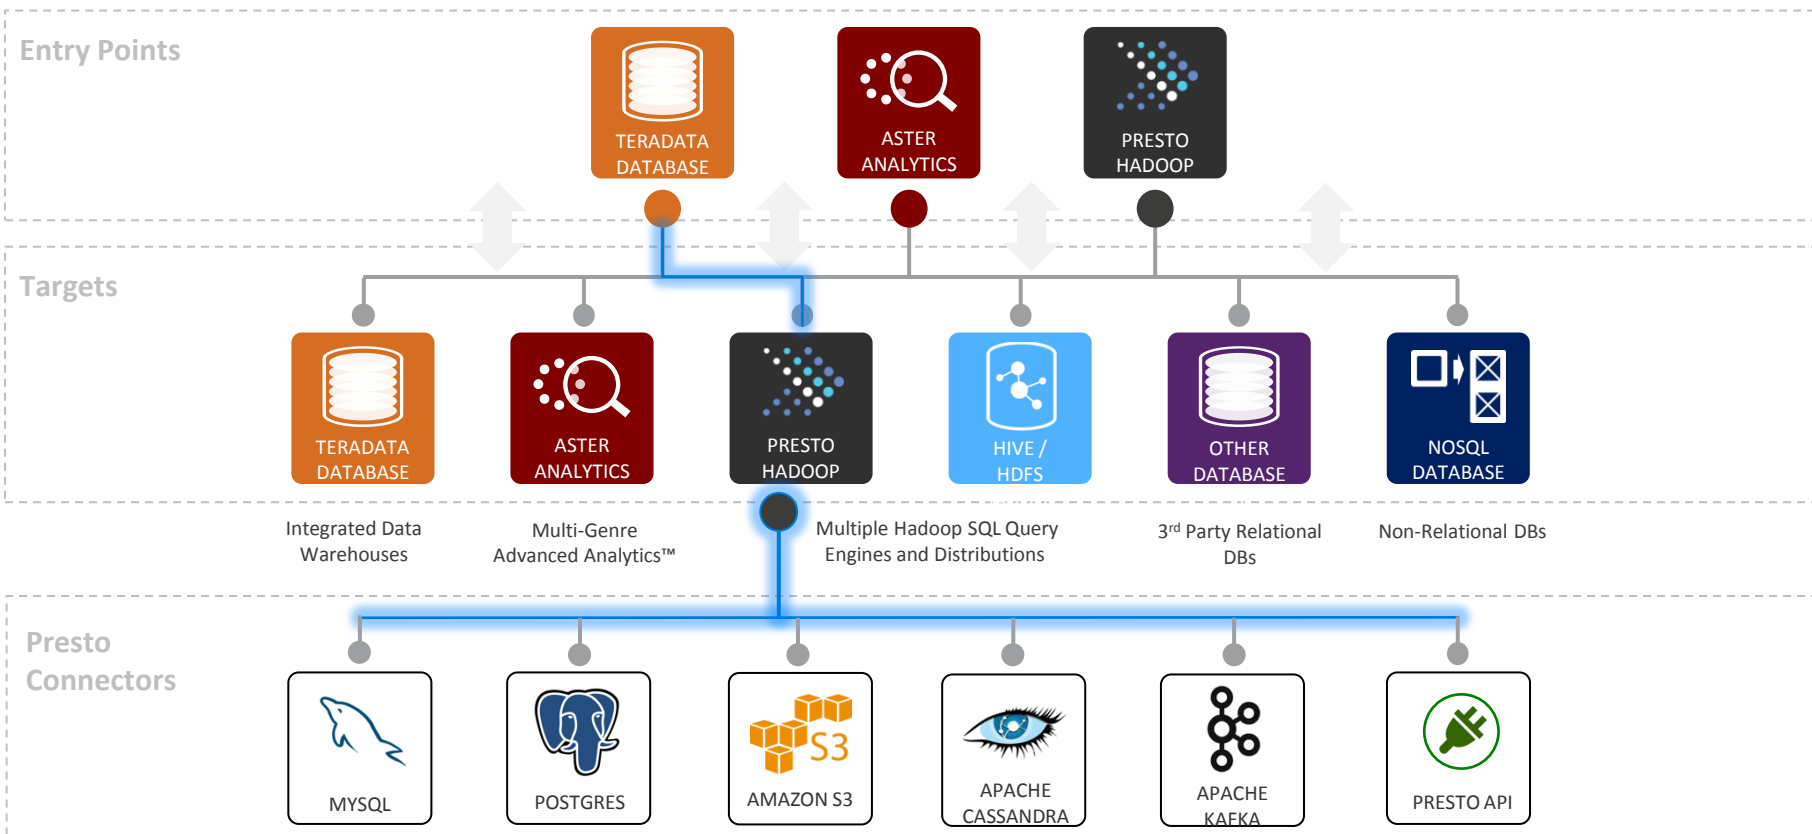 Entry Points
TERADATA
DATABASE
ASTER
ANALYTICS
PRESTO
HADOOP
Targets
TERADATA
DATABASE
ASTER
ANALYTICS
PRESTO
HADOOP
HIVE /
HDFS
OTHER
DATABASE
NOSQL
DATABASE
Integrated Data
Warehouses
Multi-Genre
Advanced Analytics™
Multiple Hadoop SQL Query
Engines and Distributions
3rd Party Relational
DBs
Non-Relational DBs
Presto
Connectors
MYSQL
POSTGRES
S3
AMAZON S3
APACHE
CASSANDRA
APACHE
KAFKA
PRESTO API